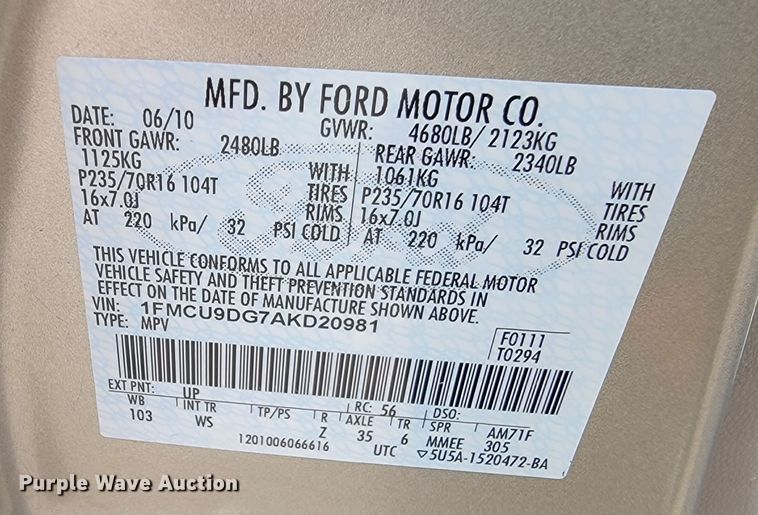 MFD. BY FORD MOTOR CO.
DATE: 06/10 GVWR: 4680LB/ 2123KG
FRONT GAWR: 2480LB REAR GAWR: 2340LB
1125KG WITH 1061KG WITH
P235/70R16 104T TIRES P235/70R16 104T TIRES
16x7.0J RIMS 16x7.0J RIMS
AT 220 kPa/ 32 PSI COLD AT 220 kPa/ 32 PSI COLD
THIS VEHICLE CONFORMS TO ALL APPLICABLE FEDERAL MOTOR
VEHICLE SAFETY AND THEFT PREVENTION STANDARDS IN
EFFECT ON THE DATE OF MANUFACTURE SHOWN ABOVE.
VIN: 1FMCU9DG7AKD20981
TYPE: MPV
F0111
T0294
EXT PNT: UP RC: 56 DSO:
WB INT TR TP/PS R AXLE TR SPR AM71F
103 WS Z 35 6 MMEE 305
1201006066616 UTC ▽5U5A-1520472-BA
Purple Wave Auction